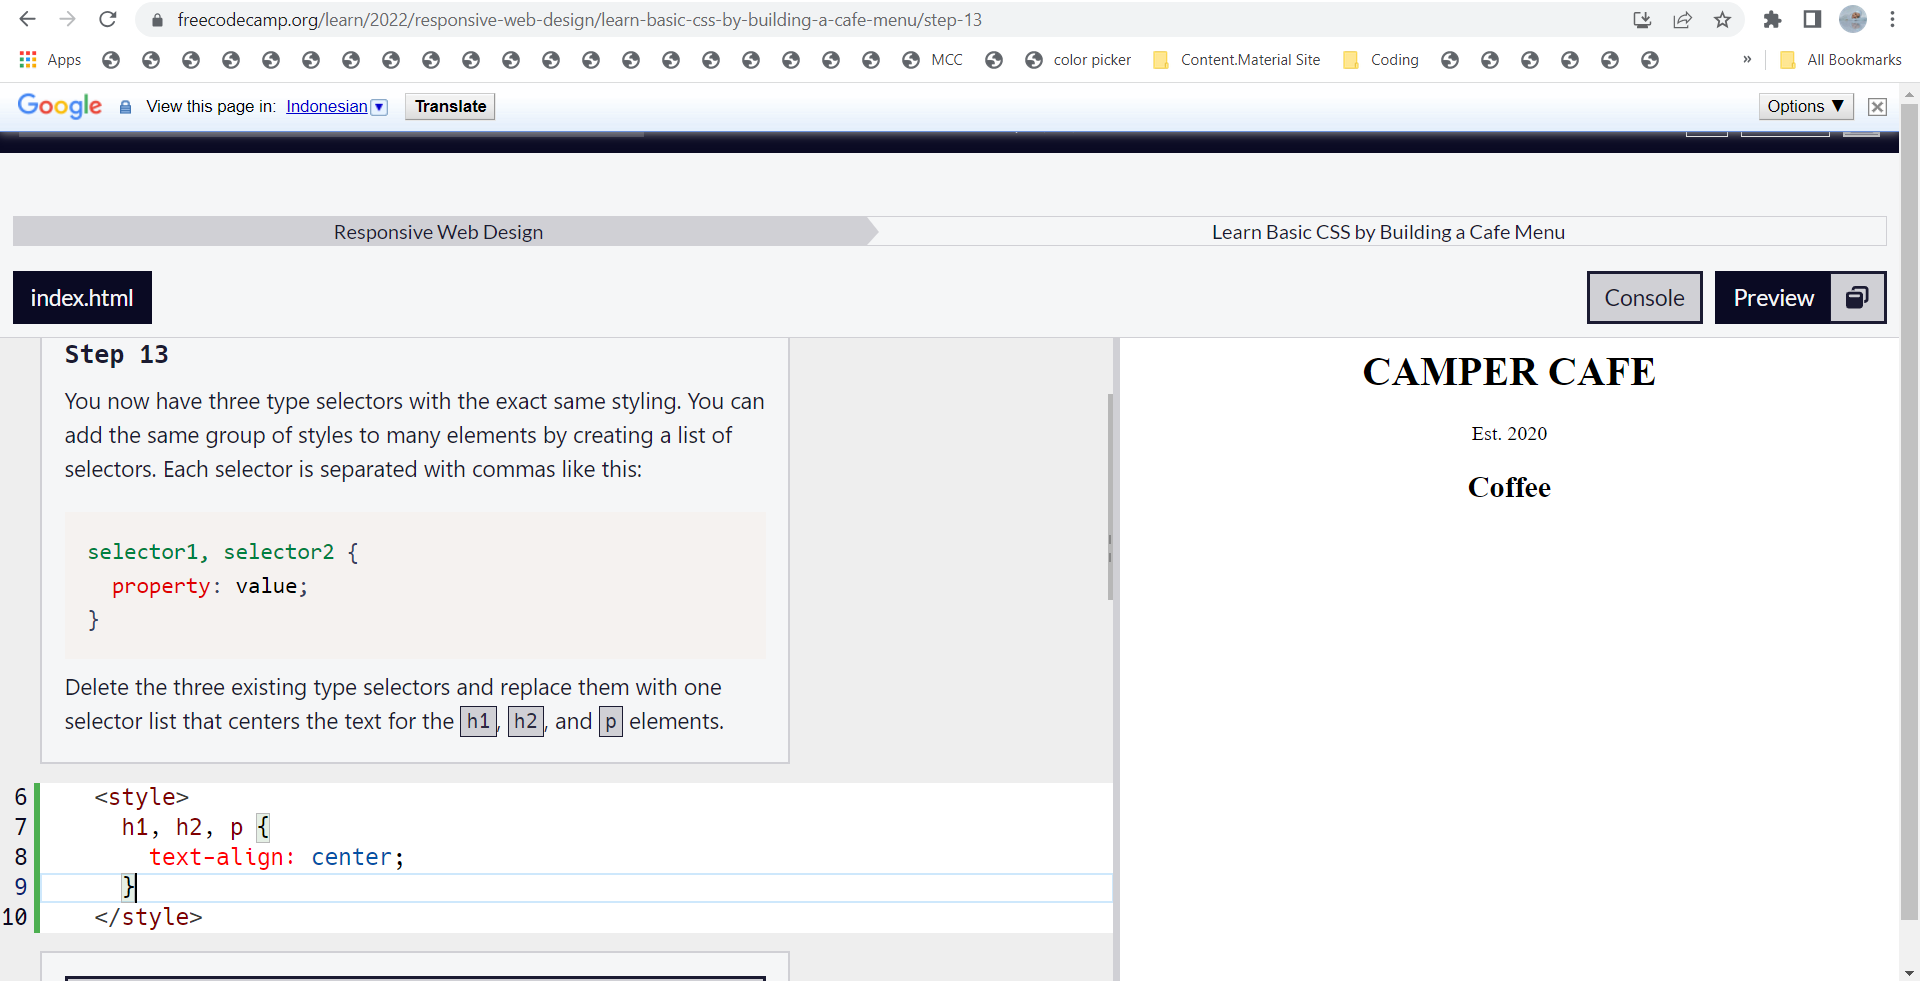 freecodecamp.org/learn/2022/responsive-web-design/learn-basic-css-by-building-a-cafe-menu/step-13
Apps MCC color picker Content.Material Site Coding » All Bookmarks
Google View this page in: Indonesian Translate Options ▼
Responsive Web Design Learn Basic CSS by Building a Cafe Menu
index.html Console Preview
Step 13
You now have three type selectors with the exact same styling. You can
add the same group of styles to many elements by creating a list of
selectors. Each selector is separated with commas like this:
selector1, selector2 {
property: value;
}
Delete the three existing type selectors and replace them with one
selector list that centers the text for the h1, h2, and p elements.
6 <style>
7 h1, h2, p {
8 text-align: center;
9 }
10 </style>
CAMPER CAFE
Est. 2020
Coffee